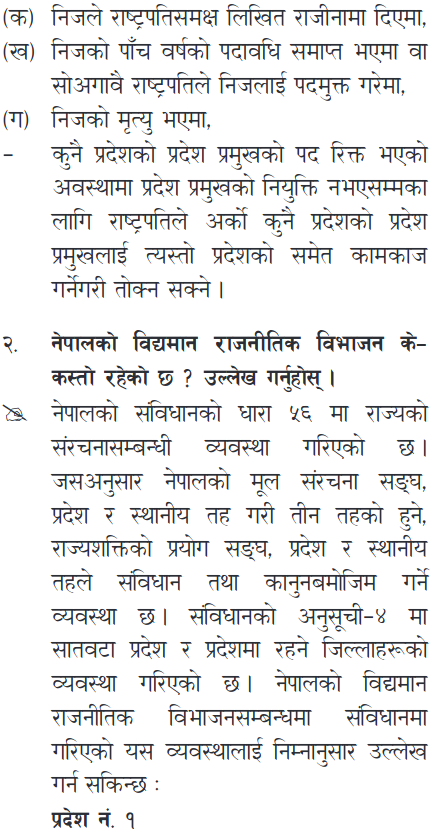 (क) निजले राष्ट्रपतिसमक्ष लिखित राजीनामा दिएमा,
(ख) निजको पाँच वर्षको पदावधि समाप्त भएमा वा
सोअगावै राष्ट्रपतिले निजलाई पदमुक्त गरेमा,
(ग) निजको मृत्यु भएमा,
– कुनै प्रदेशको प्रदेश प्रमुखको पद रिक्त भएको
अवस्थामा प्रदेश प्रमुखको नियुक्ति नभएसम्मका
लागि राष्ट्रपतिले अर्को कुनै प्रदेशको प्रदेश
प्रमुखलाई त्यस्तो प्रदेशको समेत कामकाज
गर्नेगरी तोक्न सक्ने ।
२. नेपालको विद्यमान राजनीतिक विभाजन के–
कस्तो रहेको छ ? उल्लेख गर्नुहोस् ।
नेपालको संविधानको धारा ५६ मा राज्यको
संरचनासम्बन्धी व्यवस्था गरिएको छ ।
जसअनुसार नेपालको मूल संरचना सङ्घ,
प्रदेश र स्थानीय तह गरी तीन तहको हुने,
राज्यशक्तिको प्रयोग सङ्घ, प्रदेश र स्थानीय
तहले संविधान तथा कानुनबमोजिम गर्ने
व्यवस्था छ । संविधानको अनुसूची–४ मा
सातवटा प्रदेश र प्रदेशमा रहने जिल्लाहरूको
व्यवस्था गरिएको छ । नेपालको विद्यमान
राजनीतिक विभाजनसम्बन्धमा संविधानमा
गरिएको यस व्यवस्थालाई निम्नानुसार उल्लेख
गर्न सकिन्छ :
प्रदेश नं. १